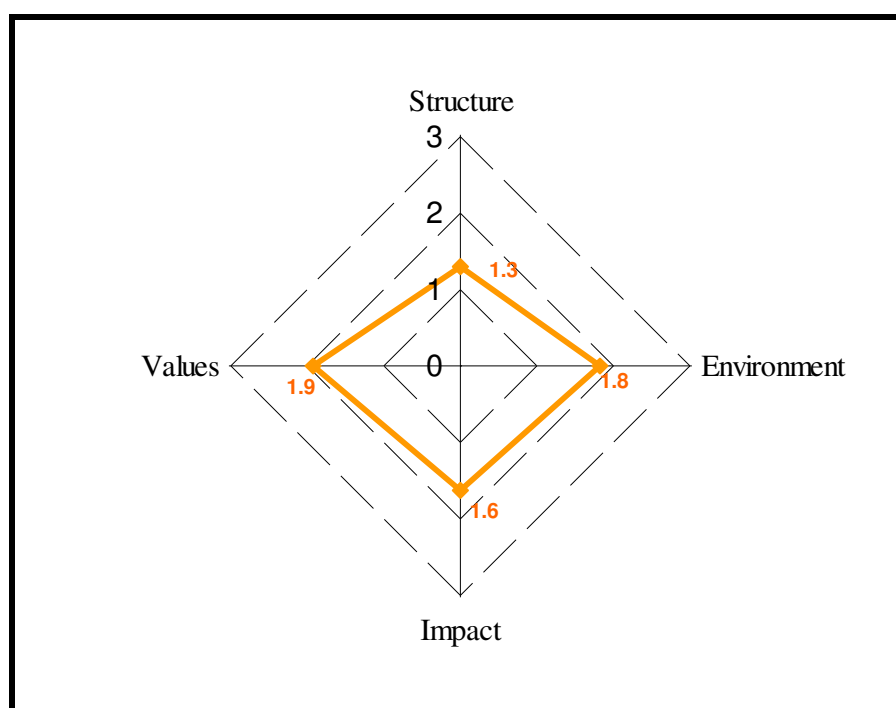 Structure
3
2
1.3
1
Values
0
Environment
1.9
1.8
1.6
Impact